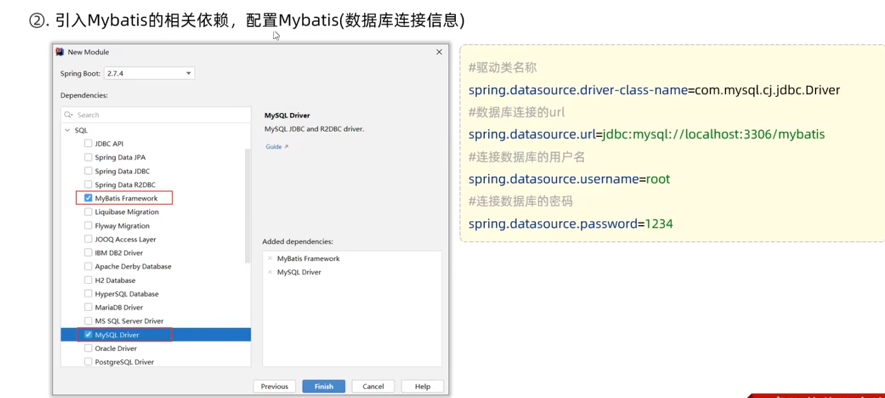 ②. 引入Mybatis的相关依赖，配置Mybatis(数据库连接信息)
New Module
Spring Boot: 2.7.4
Dependencies:
Search
SQL
JDBC API
Spring Data JPA
Spring Data JDBC
Spring Data R2DBC
MyBatis Framework
Liquibase Migration
Flyway Migration
JOOQ Access Layer
IBM DB2 Driver
Apache Derby Database
H2 Database
HyperSQL Database
MariaDB Driver
MS SQL Server Driver
MySQL Driver
Oracle Driver
PostgreSQL Driver
MySQL Driver
MySQL JDBC and R2DBC driver.
Guide ↗
Added dependencies:
MyBatis Framework
MySQL Driver
Previous
Finish
Cancel
Help
#驱动类名称
spring.datasource.driver-class-name=com.mysql.cj.jdbc.Driver
#数据库连接的url
spring.datasource.url=jdbc:mysql://localhost:3306/mybatis
#连接数据库的用户名
spring.datasource.username=root
#连接数据库的密码
spring.datasource.password=1234